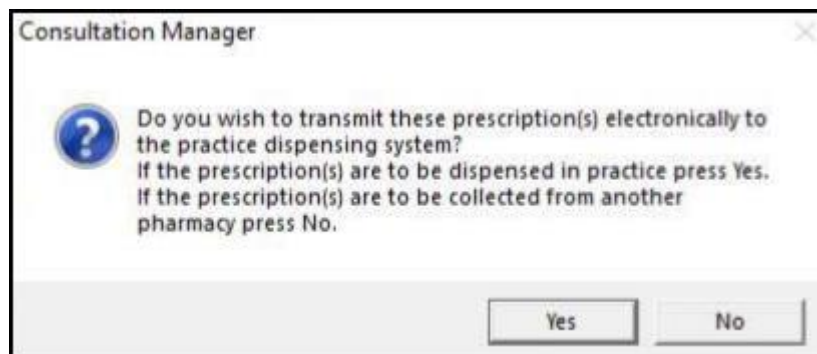 Consultation Manager
Do you wish to transmit these prescription(s) electronically to
the practice dispensing system?
If the prescription(s) are to be dispensed in practice press Yes.
If the prescription(s) are to be collected from another
pharmacy press No.
Yes
No